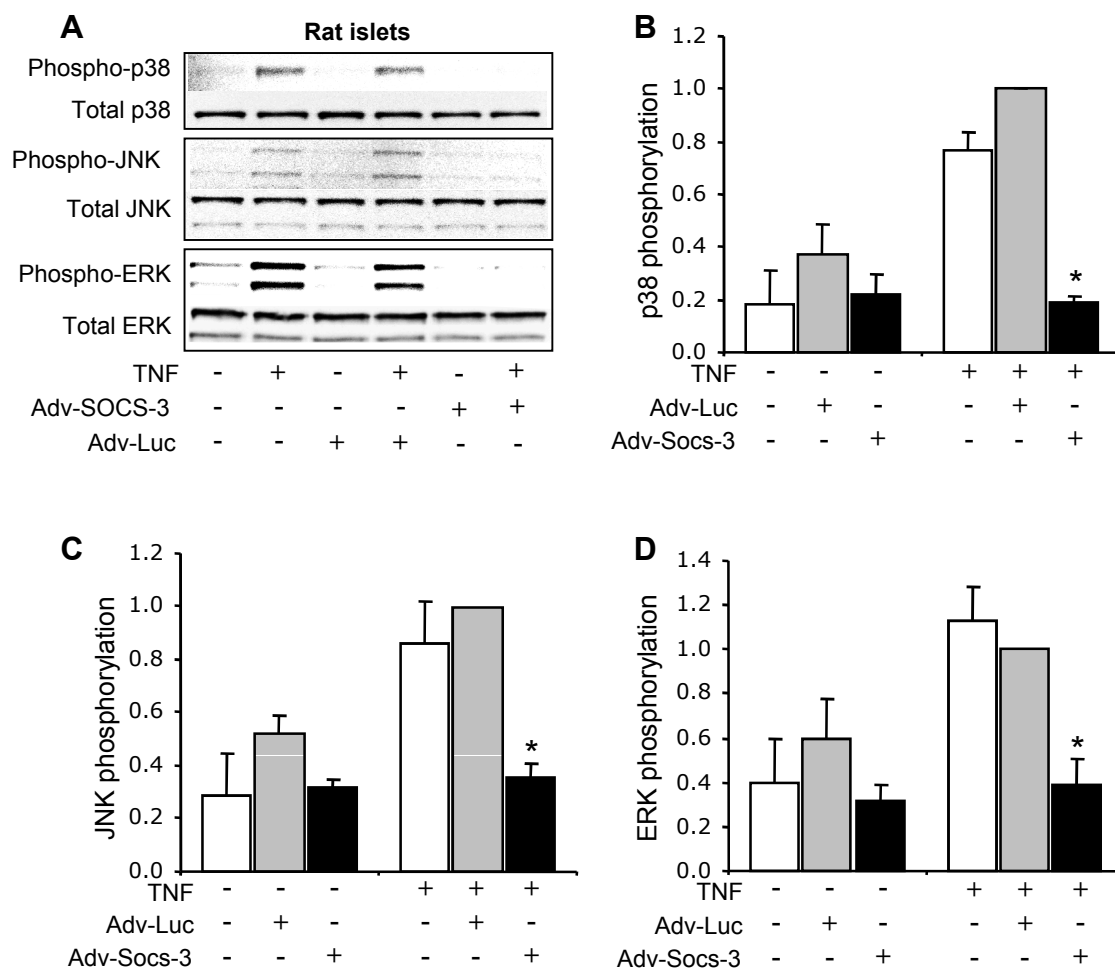 A
Rat islets
Phospho-p38
Total p38
Phospho-JNK
Total JNK
Phospho-ERK
Total ERK
TNF - + - + - +
Adv-SOCS-3 - - - - + +
Adv-Luc - - + + - -
B
p38 phosphorylation
1.2
1.0
0.8
0.6
0.4
0.2
0.0
*
TNF - - - + + +
Adv-Luc - + - - + -
Adv-Socs-3 - - + - - +
C
JNK phosphorylation
1.2
1.0
0.8
0.6
0.4
0.2
0.0
*
TNF - - - + + +
Adv-Luc - + - - + -
Adv-Socs-3 - - + - - +
D
ERK phosphorylation
1.4
1.2
1.0
0.8
0.6
0.4
0.2
0.0
*
TNF - - - + + +
Adv-Luc - + - - + -
Adv-Socs-3 - - + - - +